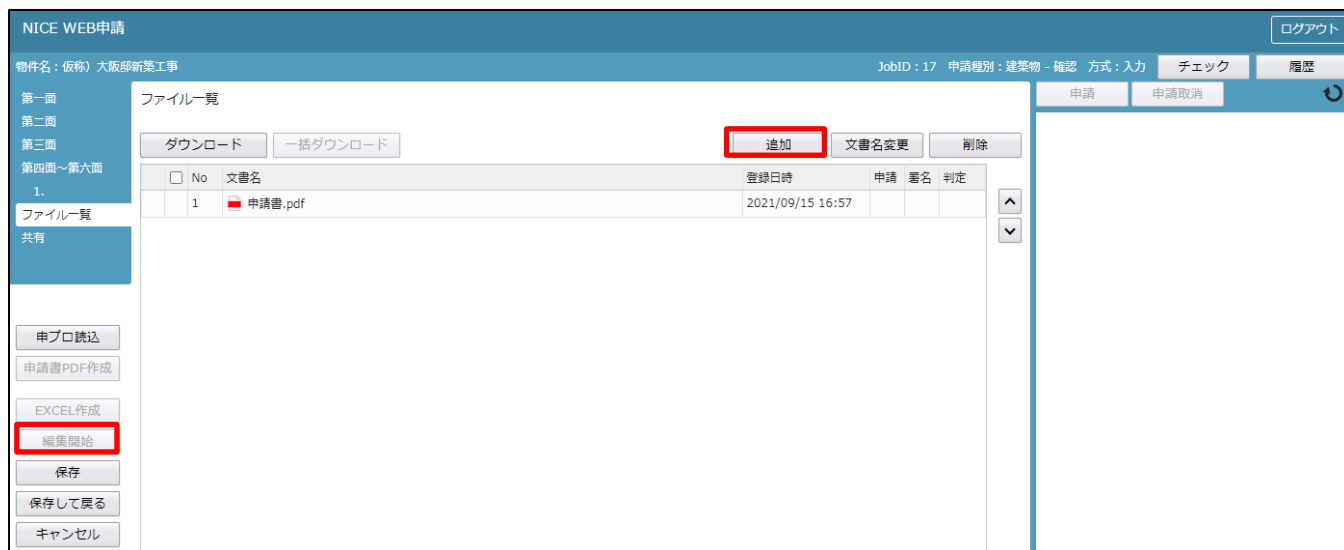 NICE WEB申請
ログアウト
物件名：仮称）大阪邸新築工事
JobID：17 申請種別：建築物 - 確認 方式：入力
チェック
履歴
第一面
第二面
第三面
第四面～第六面
1.
ファイル一覧
共有
ファイル一覧
申請
申請取消
ダウンロード
一括ダウンロード
追加
文書名変更
削除
No 文書名 登録日時 申請 署名 判定
1 申請書.pdf 2021/09/15 16:57
申プロ読込
申請書PDF作成
EXCEL作成
編集開始
保存
保存して戻る
キャンセル